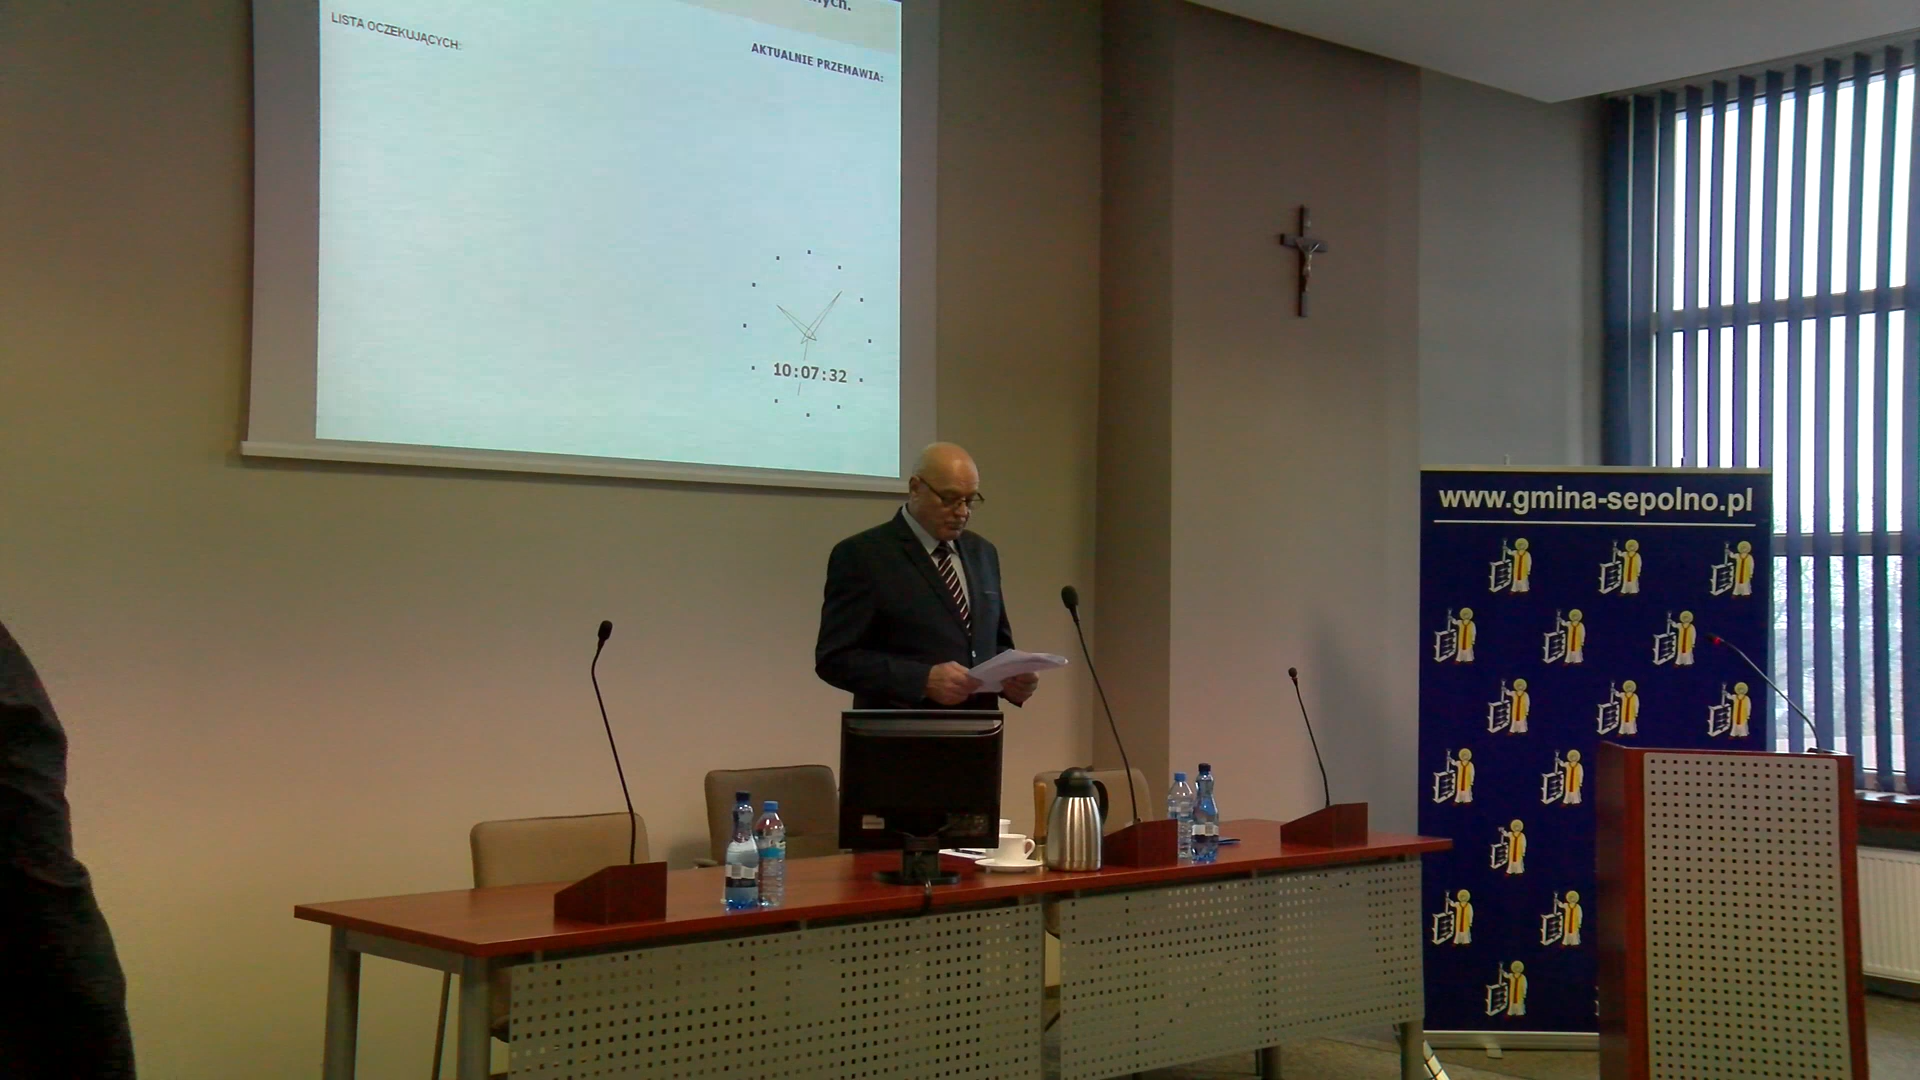 LISTA OCZEKUJĄCYCH:
AKTUALNIE PRZEMAWIA:
10:07:32
www.gmina-sepolno.pl